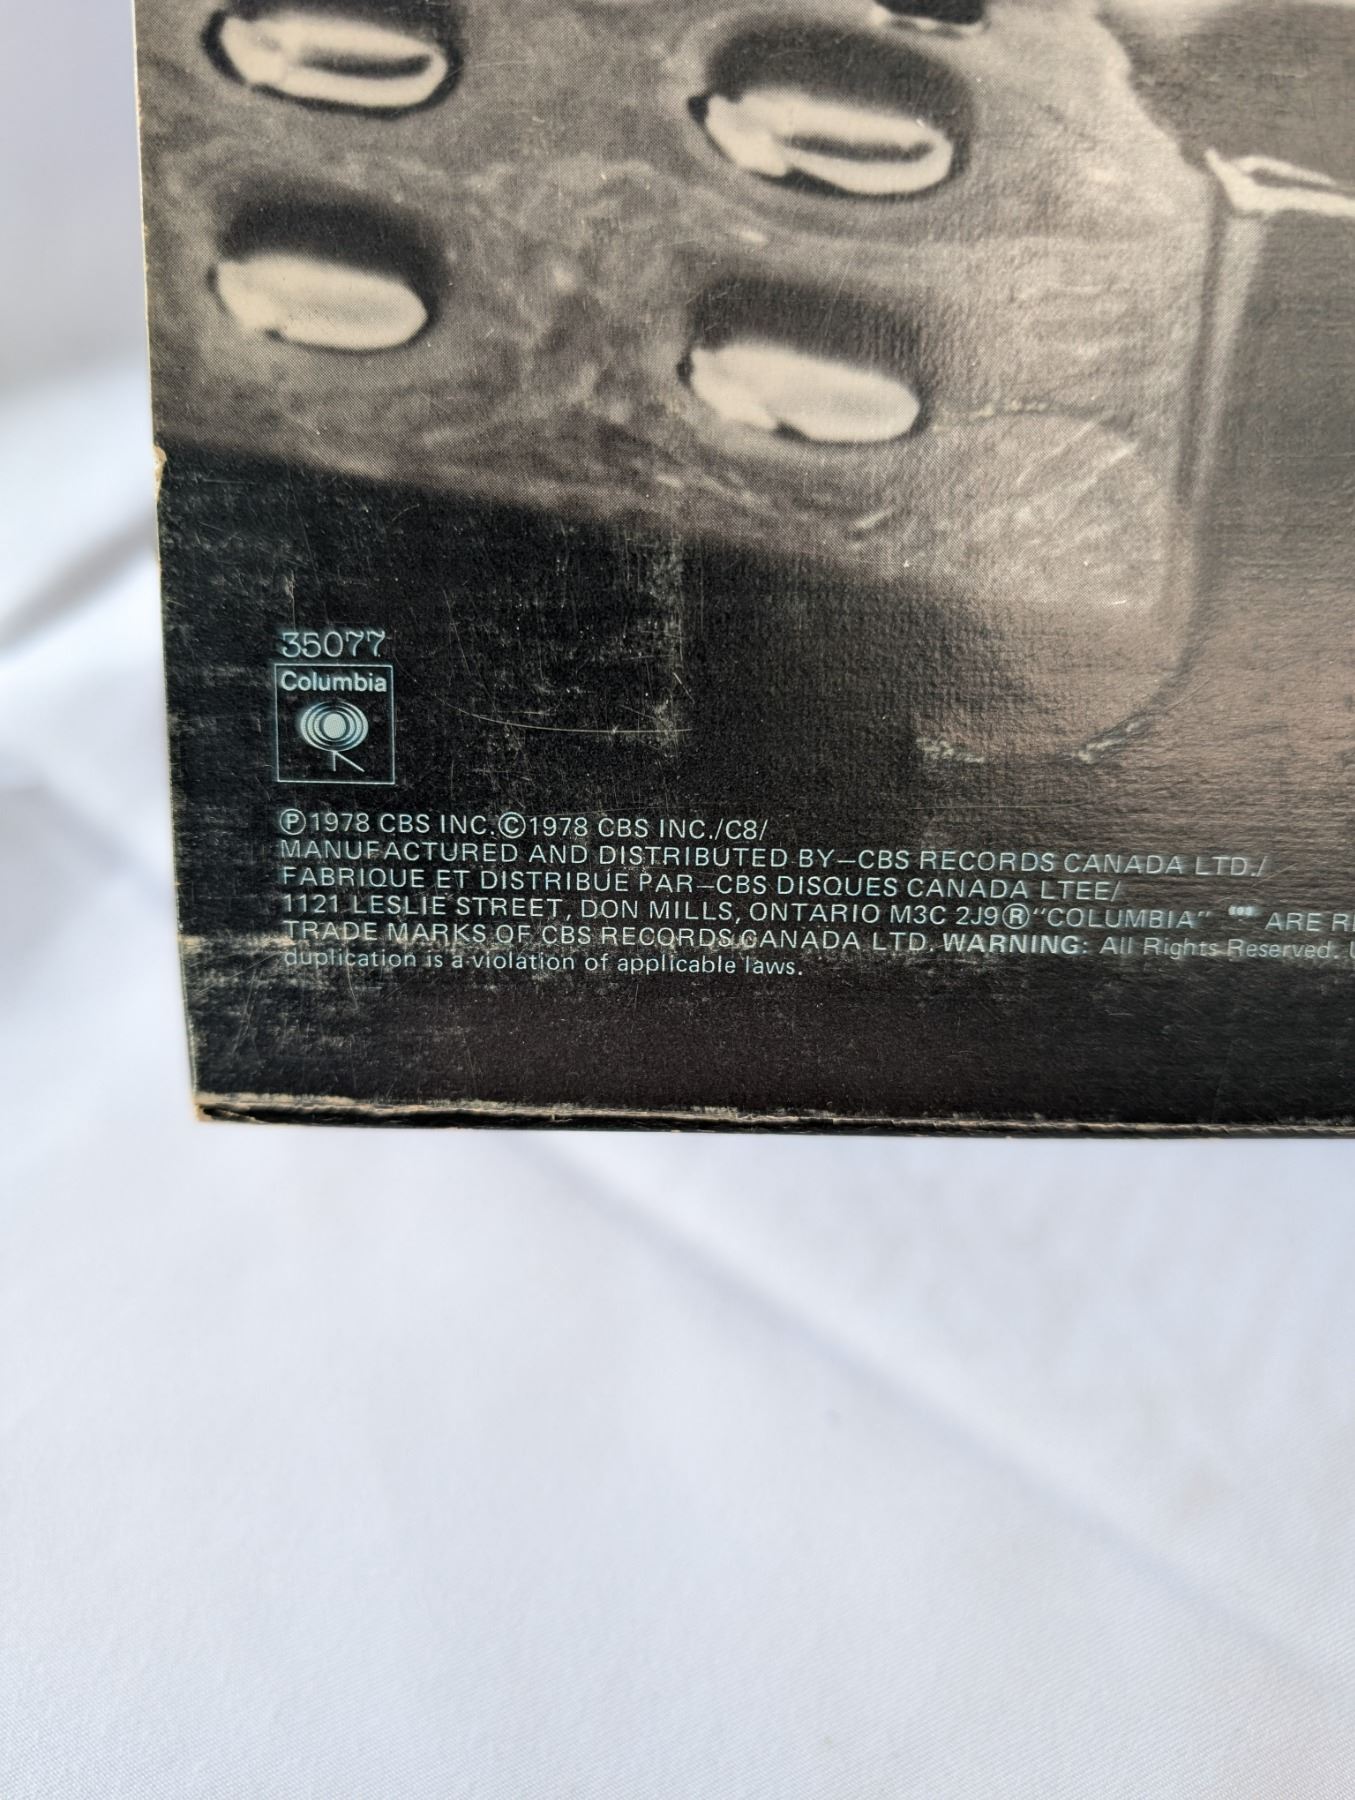 35077
Columbia
Ⓟ1978 CBS INC.©1978 CBS INC./C8/
MANUFACTURED AND DISTRIBUTED BY—CBS RECORDS CANADA LTD./
FABRIQUE ET DISTRIBUE PAR—CBS DISQUES CANADA LTEE/
1121 LESLIE STREET, DON MILLS, ONTARIO M3C 2J9®"COLUMBIA" ARE
TRADE MARKS OF CBS RECORDS CANADA LTD. WARNING: All Rights Reserved.
duplication is a violation of applicable laws.